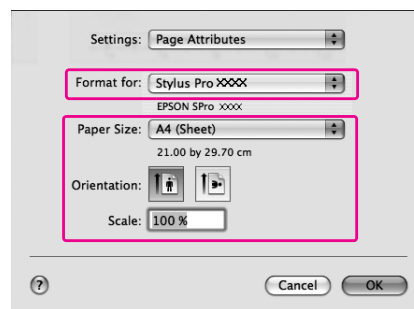 Settings: Page Attributes
Format for: Stylus Pro XXXX
EPSON SPro XXXX
Paper Size: A4 (Sheet)
21.00 by 29.70 cm
Orientation:
Scale: 100 %
? Cancel OK